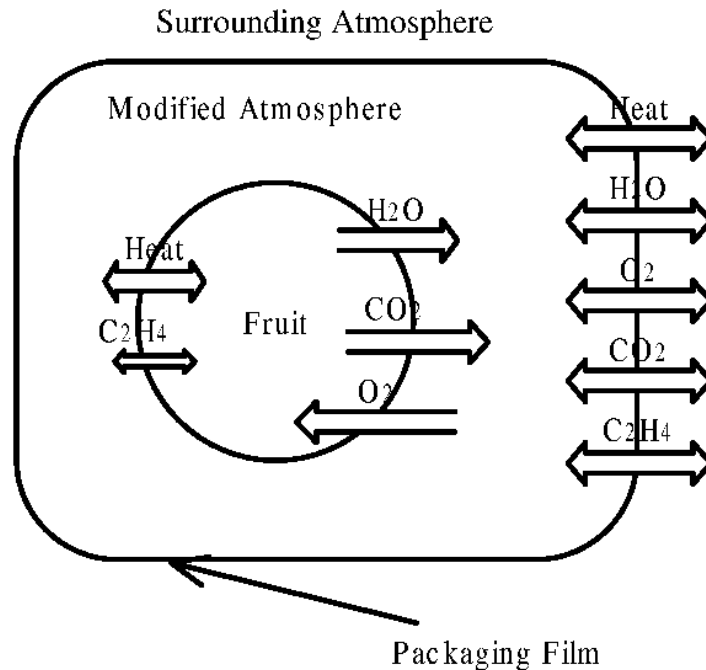 Surrounding Atmosphere
Modified Atmosphere
Heat
H2O
O2
CO2
C2H4
H2O
Heat
CO2
C2H4
Fruit
O2
Packaging Film